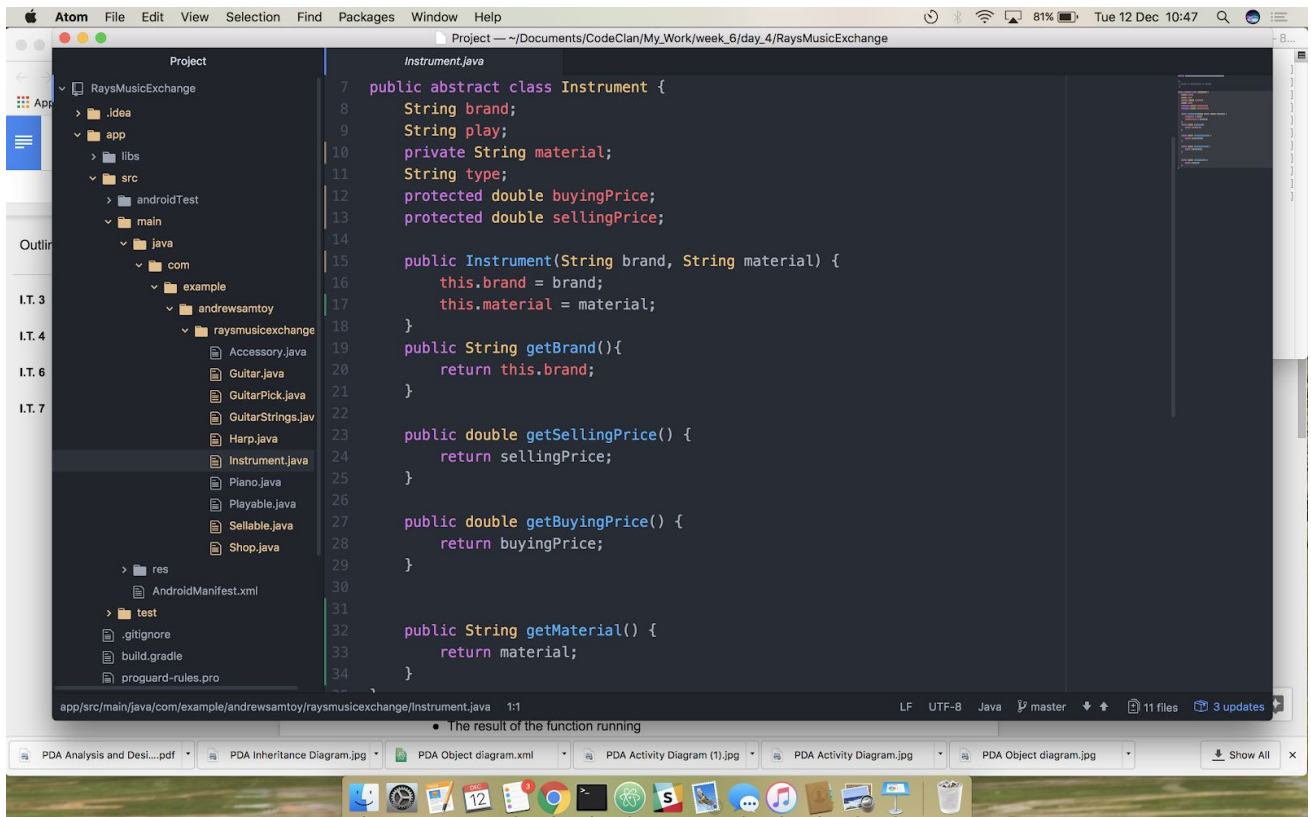 Atom File Edit View Selection Find Packages Window Help 81% Tue 12 Dec 10:47
Project — ~/Documents/CodeClan/My_Work/week_6/day_4/RaysMusicExchange
- 8...
Project
Instrument.java
App
Outlin
I.T. 3
I.T. 4
I.T. 6
I.T. 7
RaysMusicExchange
.idea
app
libs
src
androidTest
main
java
com
example
andrewsamtoy
raysmusicexchange
Accessory.java
Guitar.java
GuitarPick.java
GuitarStrings.jav
Harp.java
Instrument.java
Piano.java
Playable.java
Sellable.java
Shop.java
res
AndroidManifest.xml
test
.gitignore
build.gradle
proguard-rules.pro
7 public abstract class Instrument {
8 String brand;
9 String play;
10 private String material;
11 String type;
12 protected double buyingPrice;
13 protected double sellingPrice;
14
15 public Instrument(String brand, String material) {
16 this.brand = brand;
17 this.material = material;
18 }
19 public String getBrand(){
20 return this.brand;
21 }
22
23 public double getSellingPrice() {
24 return sellingPrice;
25 }
26
27 public double getBuyingPrice() {
28 return buyingPrice;
29 }
30
31
32 public String getMaterial() {
33 return material;
34 }
app/src/main/java/com/example/andrewsamtoy/raysmusicexchange/Instrument.java 1:1 LF UTF-8 Java master 11 files 3 updates
• The result of the function running
PDA Analysis and Desi....pdf PDA Inheritance Diagram.jpg PDA Object diagram.xml PDA Activity Diagram (1).jpg PDA Activity Diagram.jpg PDA Object diagram.jpg Show All
DEC
12
3